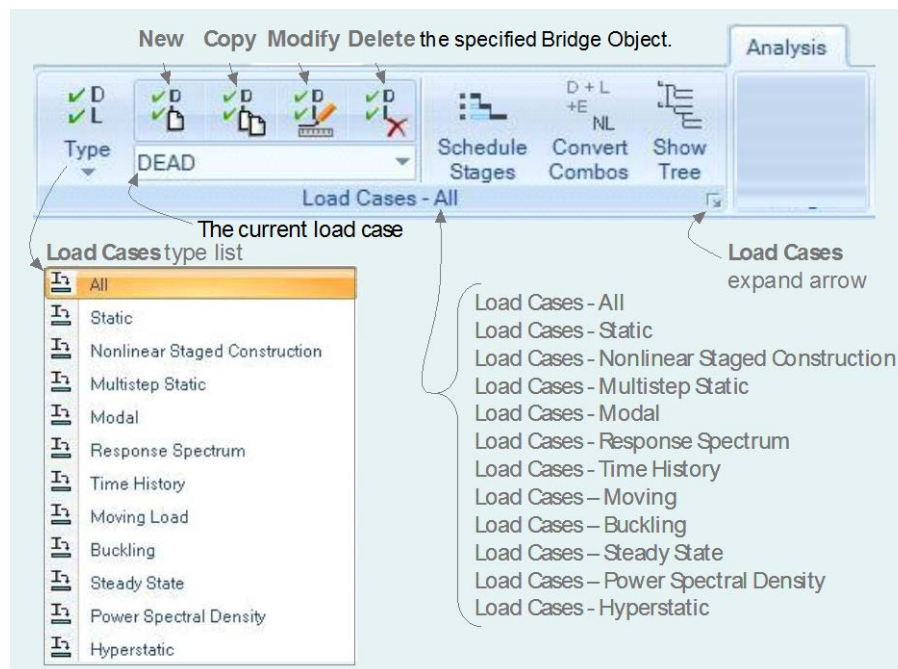 New Copy Modify Delete the specified Bridge Object.
Analysis
D
L
D
D
D
D
L
D + L
+E
NL
Type
DEAD
Schedule
Stages
Convert
Combos
Show
Tree
Load Cases - All
The current load case
Load Cases type list
Load Cases
expand arrow
All
Static
Nonlinear Staged Construction
Multistep Static
Modal
Response Spectrum
Time History
Moving Load
Buckling
Steady State
Power Spectral Density
Hyperstatic
Load Cases - All
Load Cases - Static
Load Cases - Nonlinear Staged Construction
Load Cases - Multistep Static
Load Cases - Modal
Load Cases - Response Spectrum
Load Cases - Time History
Load Cases – Moving
Load Cases – Buckling
Load Cases – Steady State
Load Cases – Power Spectral Density
Load Cases - Hyperstatic